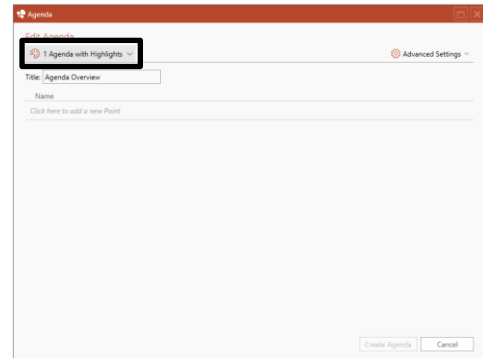 Agenda
Edit Agenda
1 Agenda with Highlights
Advanced Settings
Title: Agenda Overview
Name
Click here to add a new Point
Create Agenda
Cancel